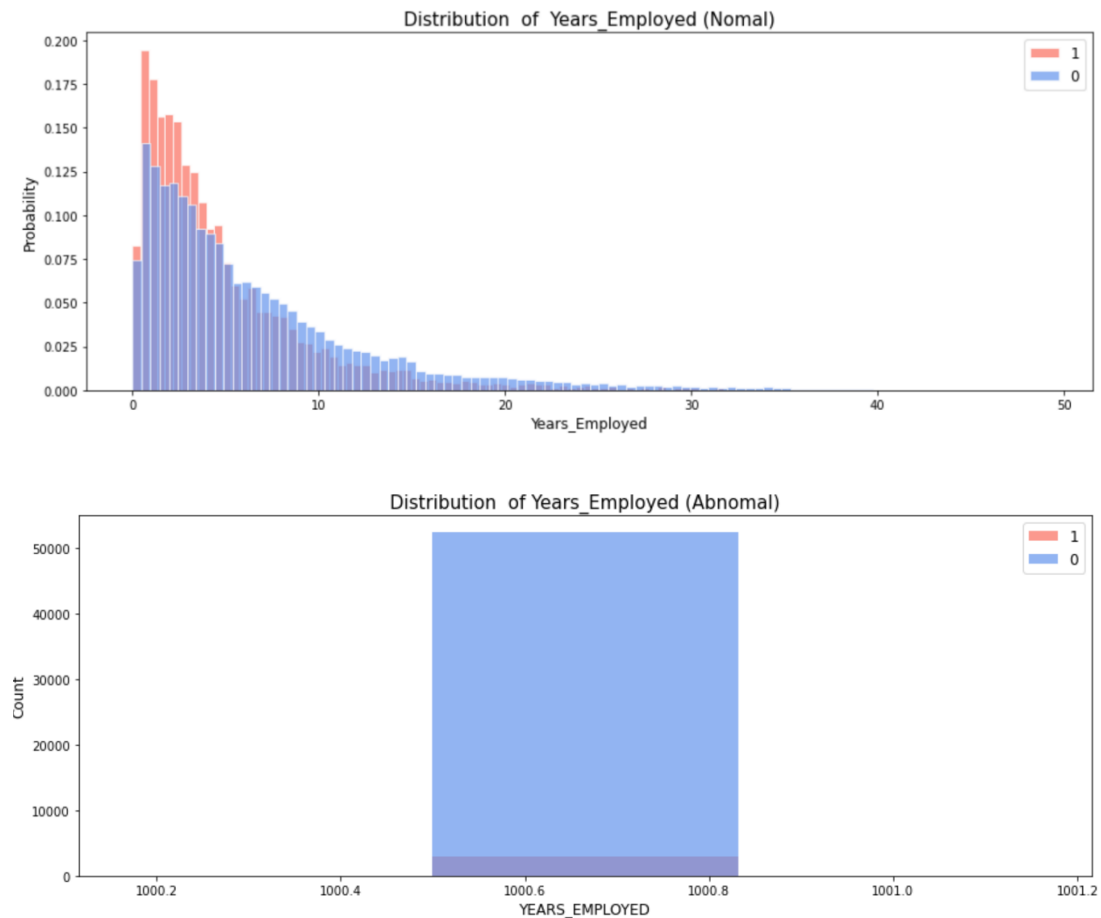 Distribution of Years_Employed (Nomal)
0.200
0.175
0.150
0.125
0.100
0.075
0.050
0.025
0.000
Probability
1
0
0 10 20 30 40 50
Years_Employed
Distribution of Years_Employed (Abnomal)
50000
40000
30000
20000
10000
0
Count
1
0
1000.2 1000.4 1000.6 1000.8 1001.0 1001.2
YEARS_EMPLOYED